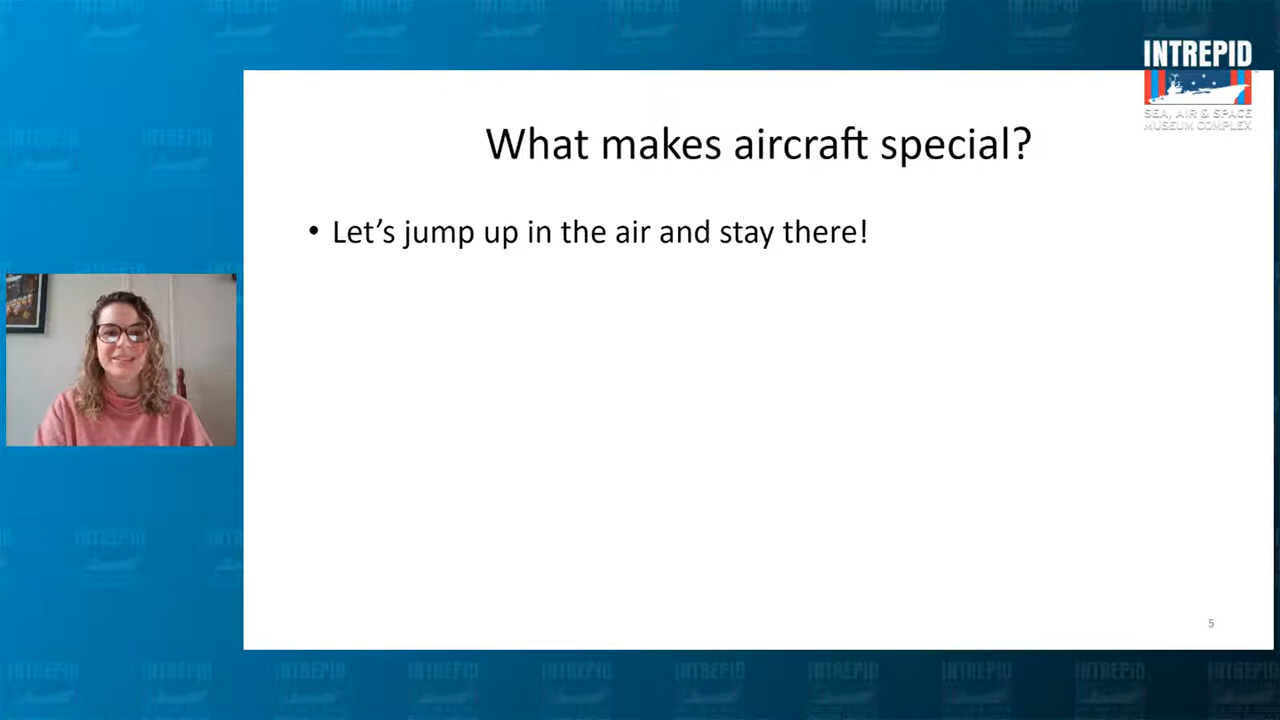 INTREPID
SEA, AIR & SPACE
MUSEUM COMPLEX
What makes aircraft special?
• Let's jump up in the air and stay there!
5